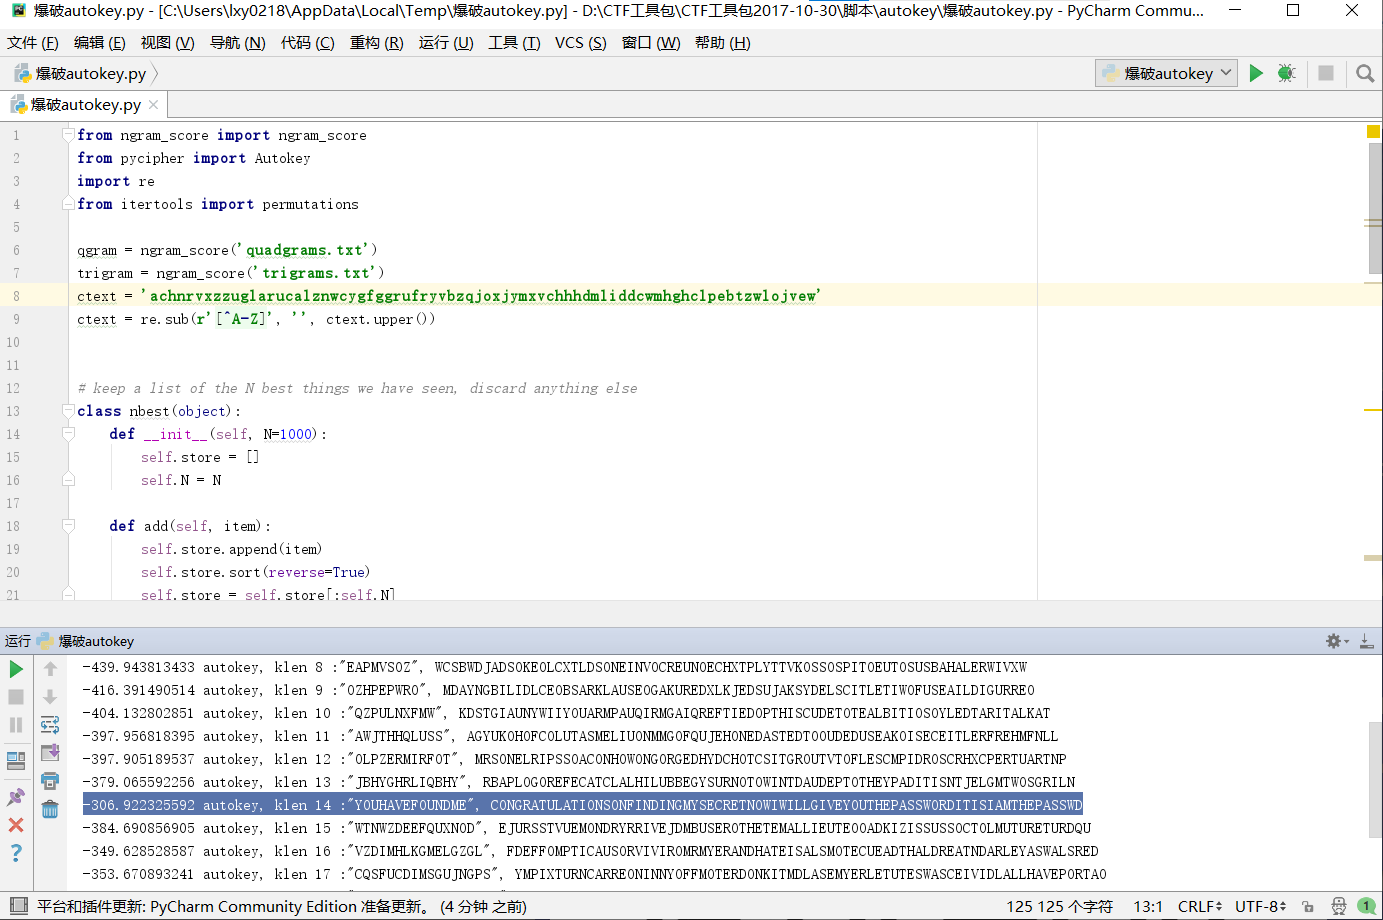 爆破autokey.py - [C:\Users\lxy0218\AppData\Local\Temp\爆破autokey.py] - D:\CTF工具包\CTF工具包2017-10-30\脚本\autokey\爆破autokey.py - PyCharm Commu...
文件 (F) 编辑 (E) 视图 (V) 导航 (N) 代码 (C) 重构 (R) 运行 (U) 工具 (T) VCS (S) 窗口 (W) 帮助 (H)
爆破autokey.py 爆破autokey
爆破autokey.py
1 from ngram_score import ngram_score
2 from pycipher import Autokey
3 import re
4 from itertools import permutations
5
6 qgram = ngram_score('quadgrams.txt')
7 trigram = ngram_score('trigrams.txt')
8 ctext = 'achnrvxzzuglarucalznwcygfggrufryvbzqjoxjymxvchhhdmliddcwmhghclpebtzwlojvew'
9 ctext = re.sub(r'[^A-Z]', '', ctext.upper())
10
11
12 # keep a list of the N best things we have seen, discard anything else
13 class nbest(object):
14 def __init__(self, N=1000):
15 self.store = []
16 self.N = N
17
18 def add(self, item):
19 self.store.append(item)
20 self.store.sort(reverse=True)
21 self.store = self.store[:self.N]
运行 爆破autokey
-439.943813433 autokey, klen 8 :"EAPMVSOZ", WCSBWDJADSOKEOLCXTLDSONEINVOCREUNOECHXTPLYTTVKOSSOSPITOEUTOSUSBAHALERWIVXW
-416.391490514 autokey, klen 9 :"OZHPEPWRO", MDAYNGBILIDLCEOBSARKLAUSEOGAKUREDXLKJEDSUJAKSYDELSCITLETIWOFUSEAILDIGURREO
-404.132802851 autokey, klen 10 :"QZPULNXFMW", KDSTGIAUNYWIIYOUARMPAUQIRMGAIQREFTIEDOPTHISCUDETOTEALBITIOSOYLEDTARITALKAT
-397.956818395 autokey, klen 11 :"AWJTHHQLUSS", AGYUKOHOFCOLUTASMELIUONMMGOFQUJEHONEDASTEDTOOUDEDUSEAKOISECEITLERFREHMFNLL
-397.905189537 autokey, klen 12 :"OLPZERMIRFOT", MRSONELRIPSSOACONHOWONGORGEDHYDCHOTCSITGROUTVTOFLESCMPIDROSCRHXCPERTUARTNP
-379.065592256 autokey, klen 13 :"JBHYGHRLIQBHY", RBAPLOGOREFECATCLALHILUBBEGYSURNOTOWINTDAUDEPTOTHEYPADITISNTJELGMTWOSGRILN
-306.922325592 autokey, klen 14 :"YOUHAVEFOUNDME", CONGRATULATIONSONFINDINGMYSECRETNOWIWILLGIVEYOUTHEPASSWORDITISIAMTHEPASSWD
-384.690856905 autokey, klen 15 :"WTNWZDEEFQUXNOD", EJURSSTVUEMONDRYRRIVEJDMBUSEROTHETEMALLIEUTEOOADKIZISSUSSOCTOLMUTURETURDQU
-349.628528587 autokey, klen 16 :"VZDIMHLKGMELGZGL", FDEFFOMPTICAUSORVIVIROMRMYERANDHATEISALSMOTECUEADTHALDREATNDARLEYASWALSRED
-353.670893241 autokey, klen 17 :"CQSFUCDIMSGUJNGPS", YMPIXTURNCARREONINNYOFFMOTERDONKITMDLASEMYERLETUTESWASCEIVIDLALLHAVEPORTAO
平台和插件更新: PyCharm Community Edition 准备更新。 (4 分钟 之前) 125 125 个字符 13:1 CRLF UTF-8 1